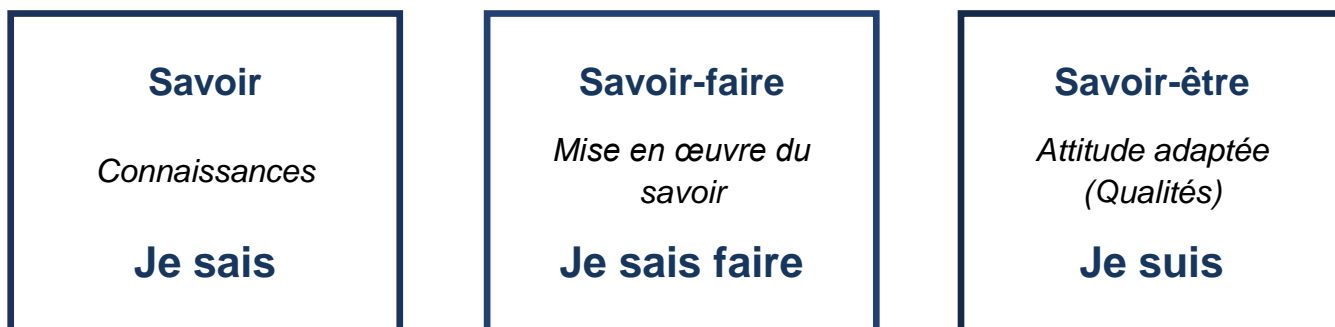 Savoir
Connaissances
Je sais
Savoir-faire
Mise en œuvre du
savoir
Je sais faire
Savoir-être
Attitude adaptée
(Qualités)
Je suis